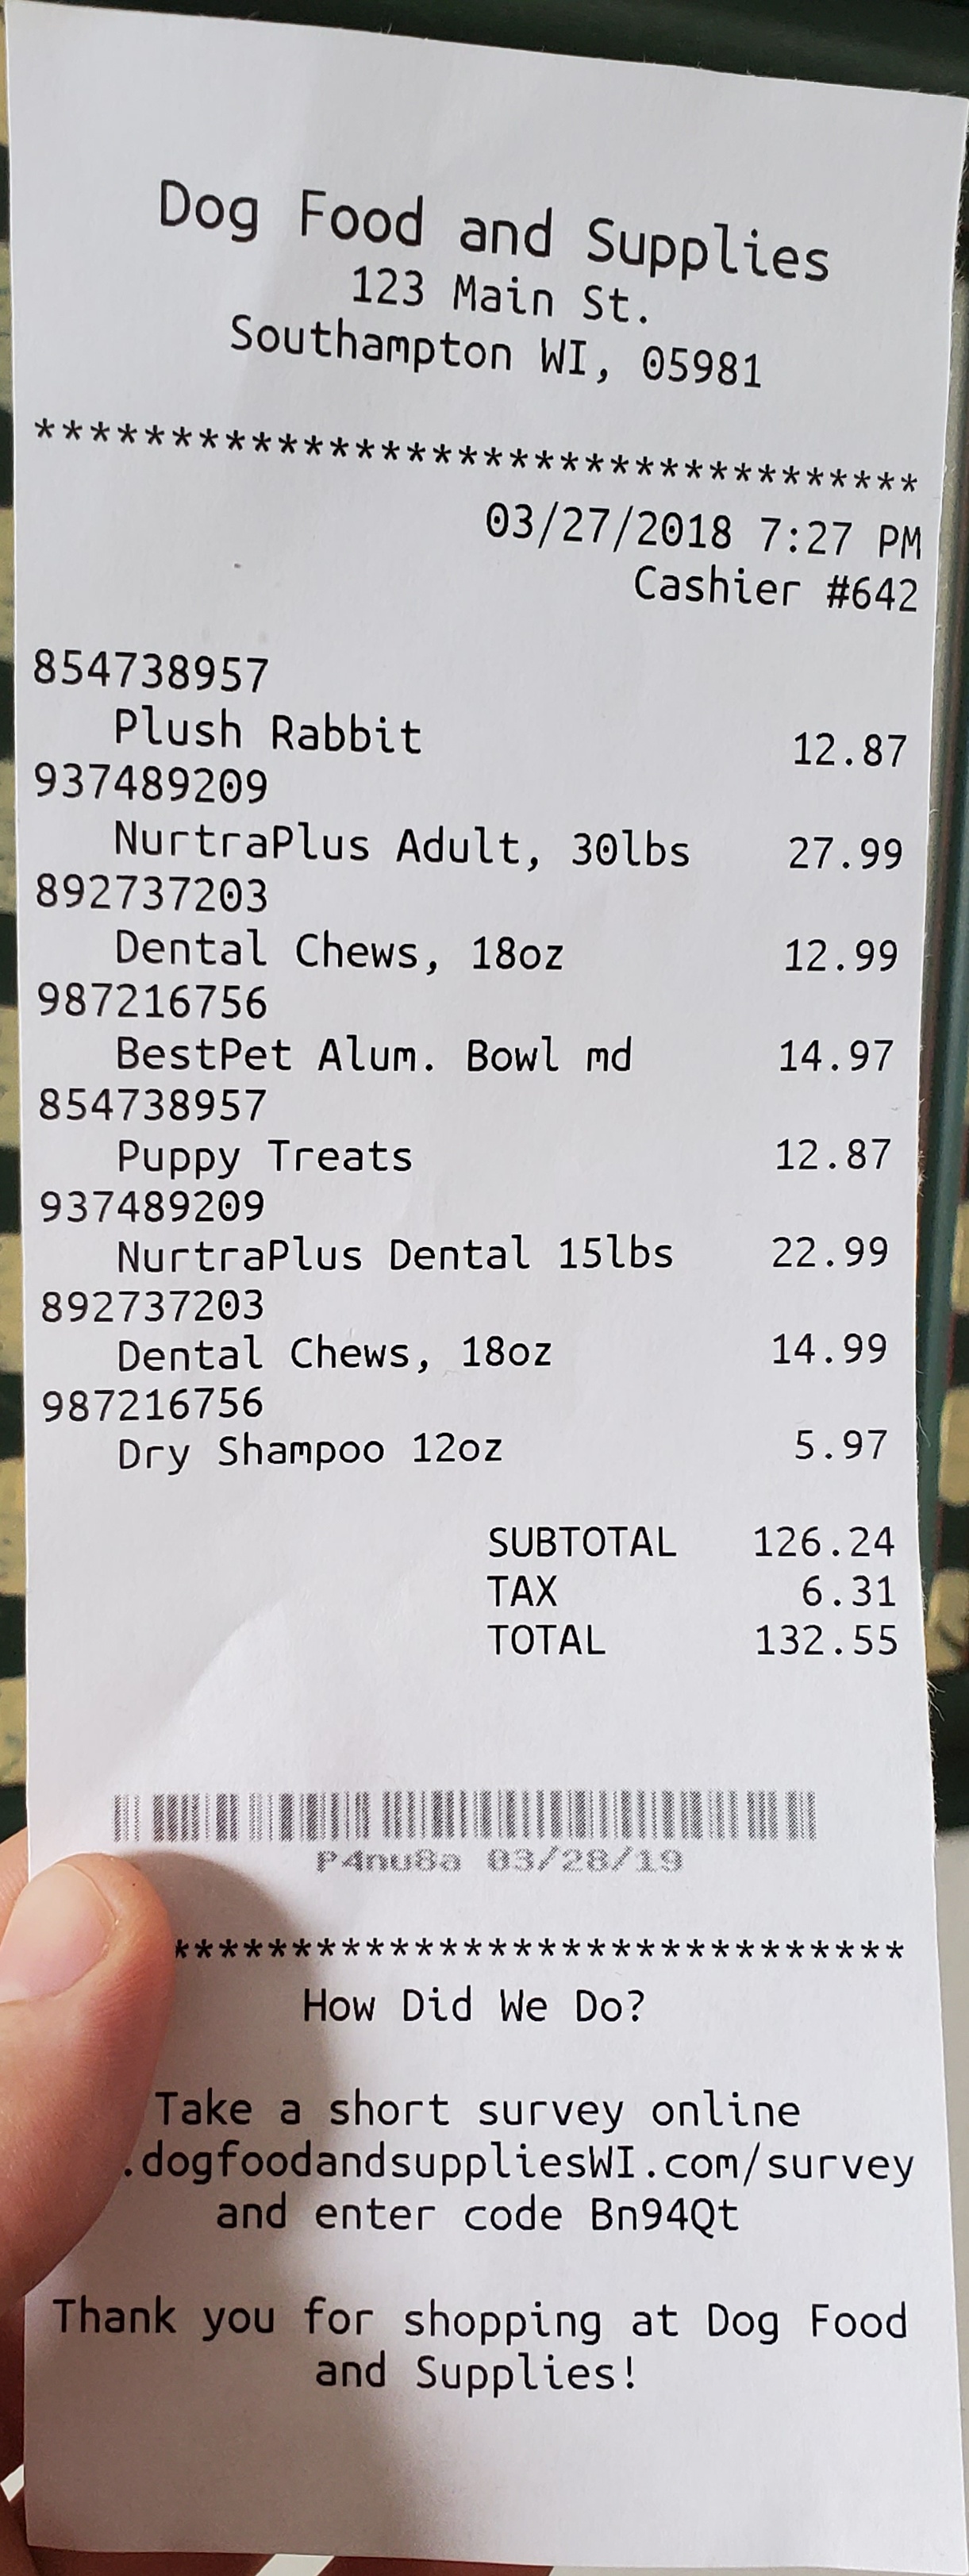 Dog Food and Supplies
123 Main St.
Southampton WI, 05981
**********************************
03/27/2018 7:27 PM
Cashier #642
854738957
Plush Rabbit 12.87
937489209
NurtraPlus Adult, 30lbs 27.99
892737203
Dental Chews, 18oz 12.99
987216756
BestPet Alum. Bowl md 14.97
854738957
Puppy Treats 12.87
937489209
NurtraPlus Dental 15lbs 22.99
892737203
Dental Chews, 18oz 14.99
987216756
Dry Shampoo 12oz 5.97
SUBTOTAL 126.24
TAX 6.31
TOTAL 132.55
P4nu8a 03/28/19
******************************
How Did We Do?
Take a short survey online
.dogfoodandsuppliesWI.com/survey
and enter code Bn94Qt
Thank you for shopping at Dog Food
and Supplies!